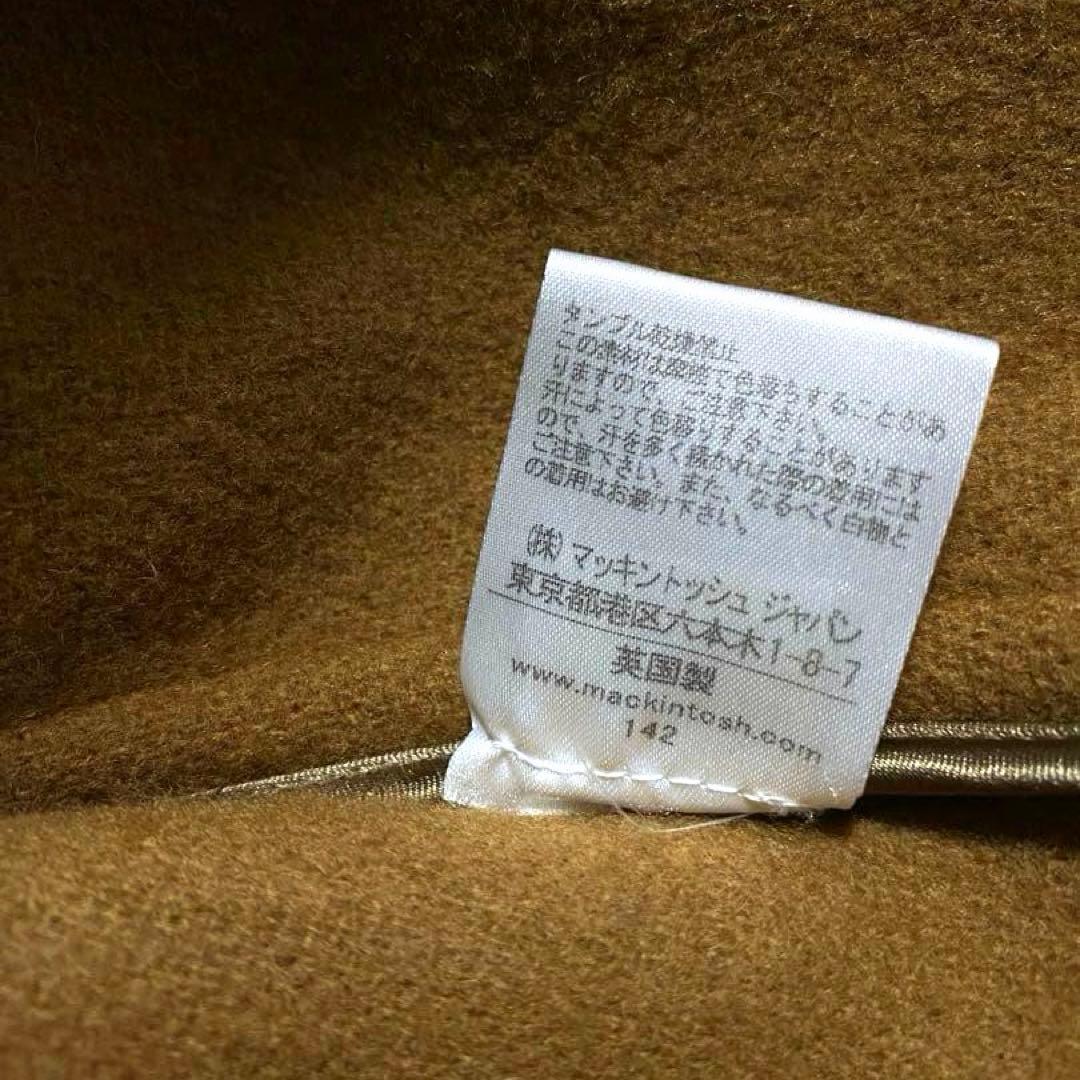 タンブル乾燥禁止
この素材は摩擦で色落ちすることがあ
りますので、ご注意下さい。
汗によって色移りすることがあります
ので、汗を多く掻かれた際の着用には
ご注意下さい。また、なるべく白物と
の着用はお避け下さい。
(株) マッキントッシュ ジャパン
東京都港区六本木1-8-7
英国製
www.mackintosh.com
142